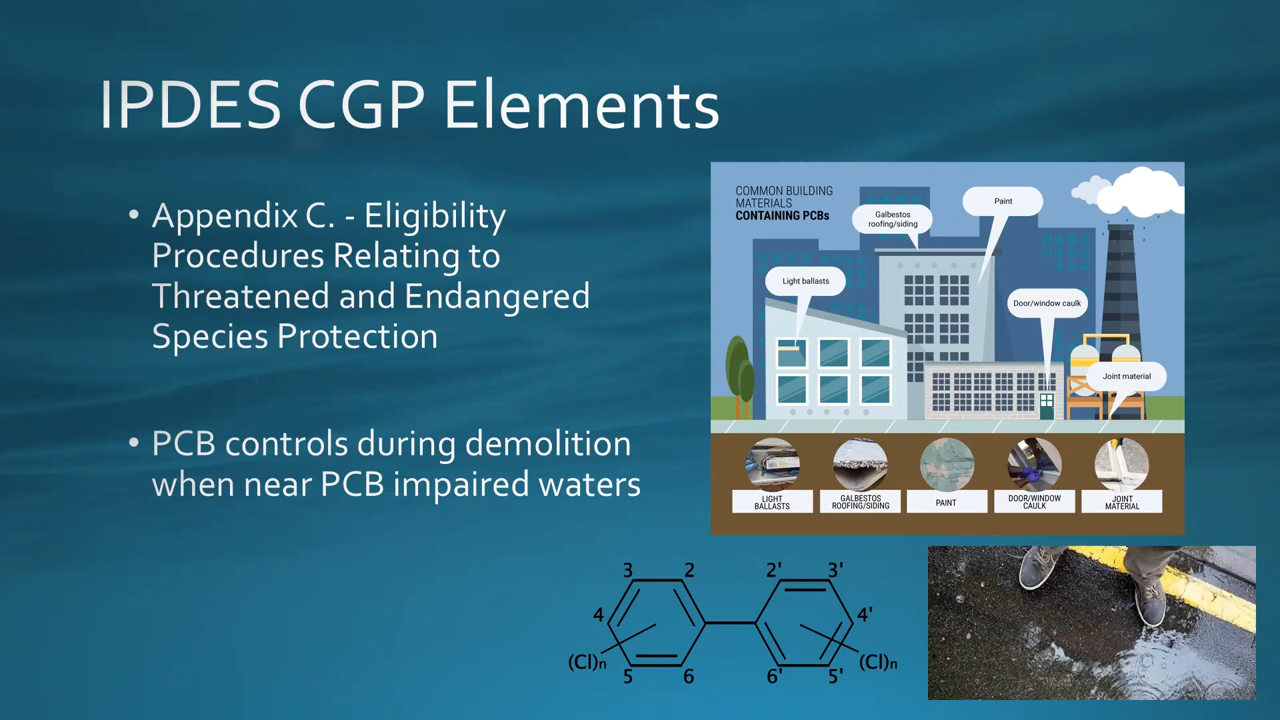 IPDES CGP Elements
• Appendix C. - Eligibility
Procedures Relating to
Threatened and Endangered
Species Protection
• PCB controls during demolition
when near PCB impaired waters
COMMON BUILDING
MATERIALS
CONTAINING PCBs
Galbestos
roofing/siding
Paint
Light ballasts
Door/window caulk
Joint material
LIGHT
BALLASTS
GALBESTOS
ROOFING/SIDING
PAINT
DOOR/WINDOW
CAULK
JOINT
MATERIAL
3 2 2' 3'
4 4'
(Cl)n (Cl)n
5 6 6' 5'